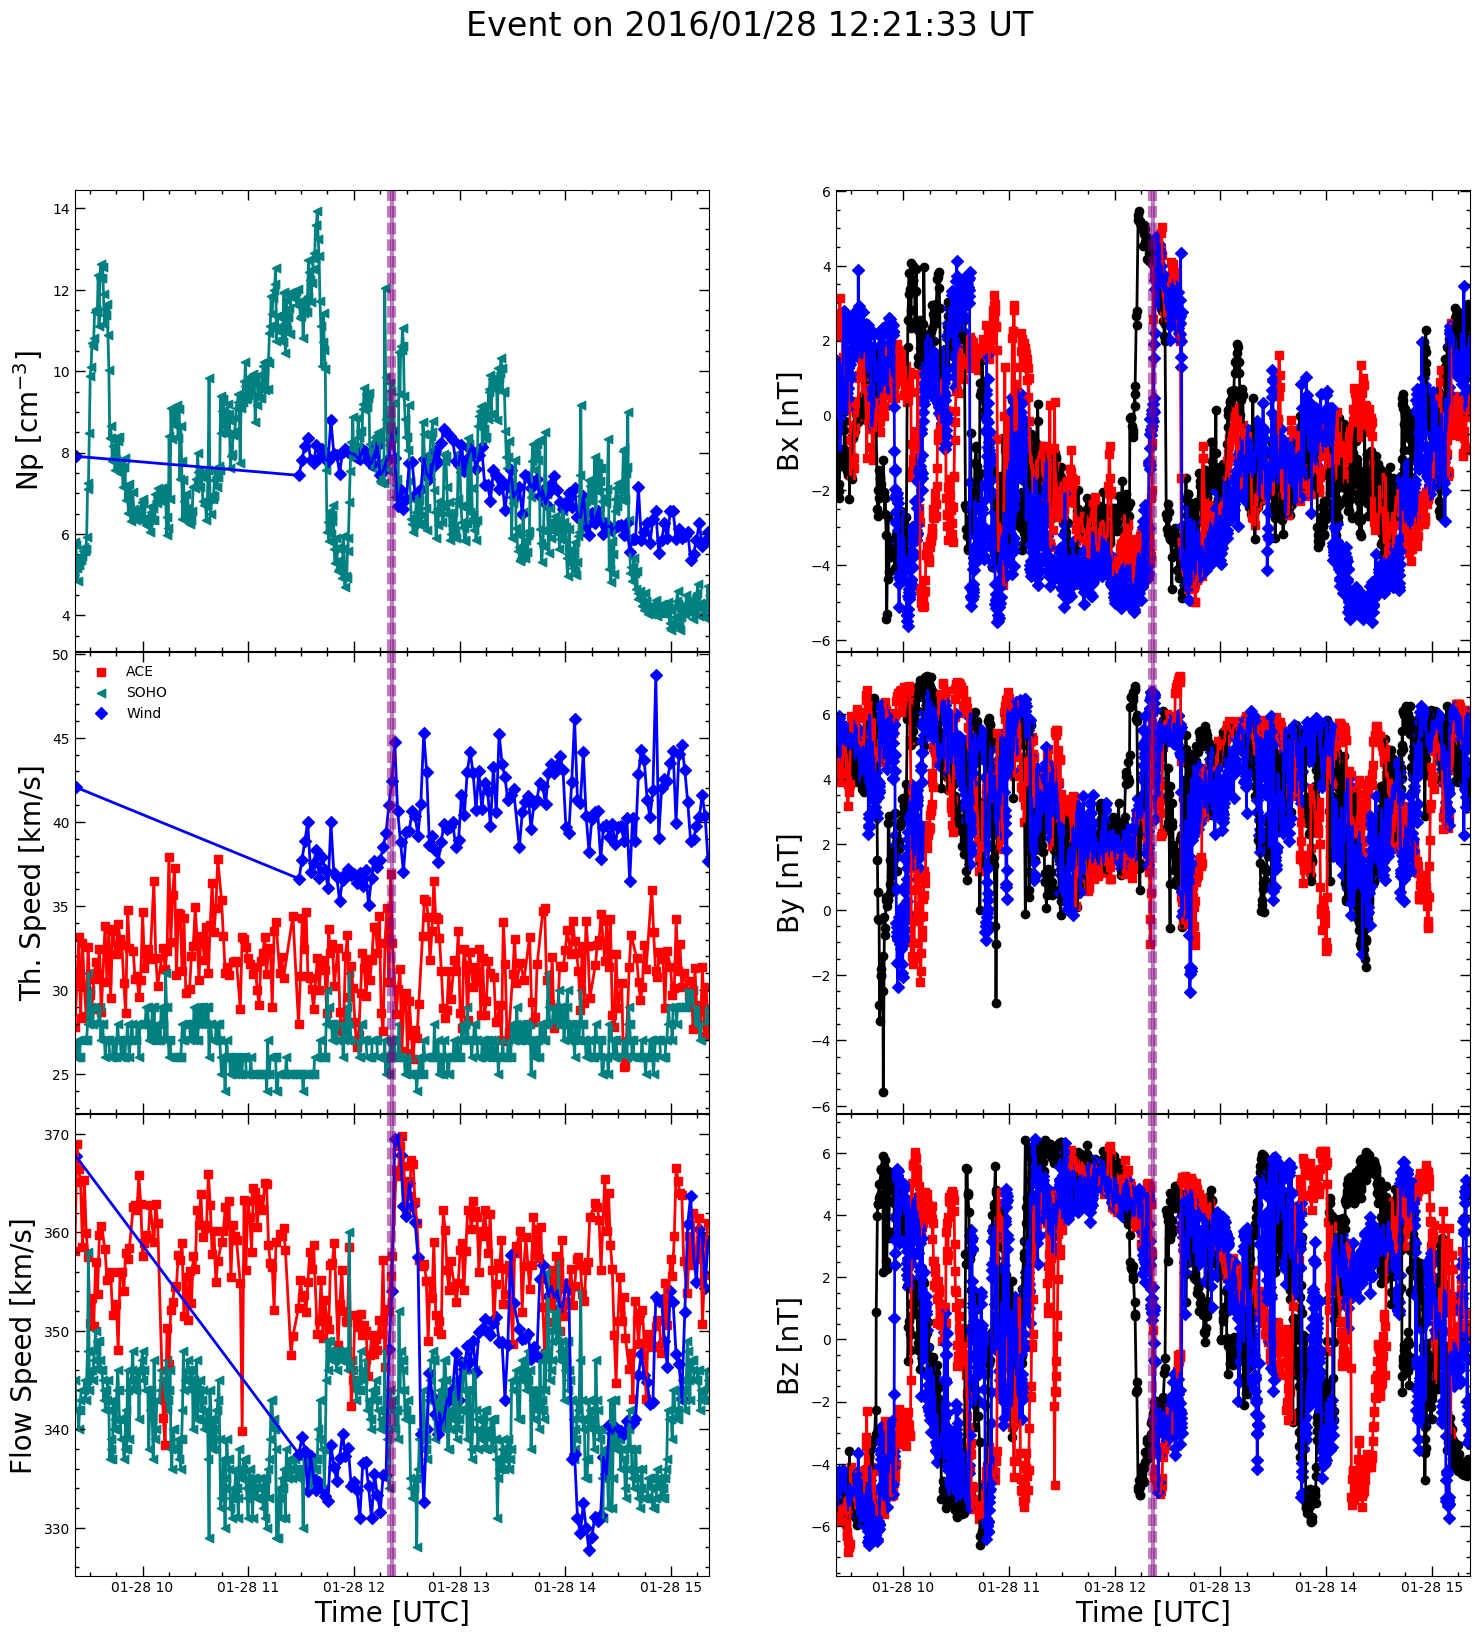 Event on 2016/01/28 12:21:33 UT
Np [cm⁻³]
14
12
10
8
6
4
Bx [nT]
6
4
2
0
−2
−4
−6
Th. Speed [km/s]
50
45
40
35
30
25
ACE
SOHO
Wind
By [nT]
6
4
2
0
−2
−4
−6
Flow Speed [km/s]
370
360
350
340
330
Bz [nT]
6
4
2
0
−2
−4
−6
01-28 10 01-28 11 01-28 12 01-28 13 01-28 14 01-28 15
Time [UTC]
01-28 10 01-28 11 01-28 12 01-28 13 01-28 14 01-28 15
Time [UTC]